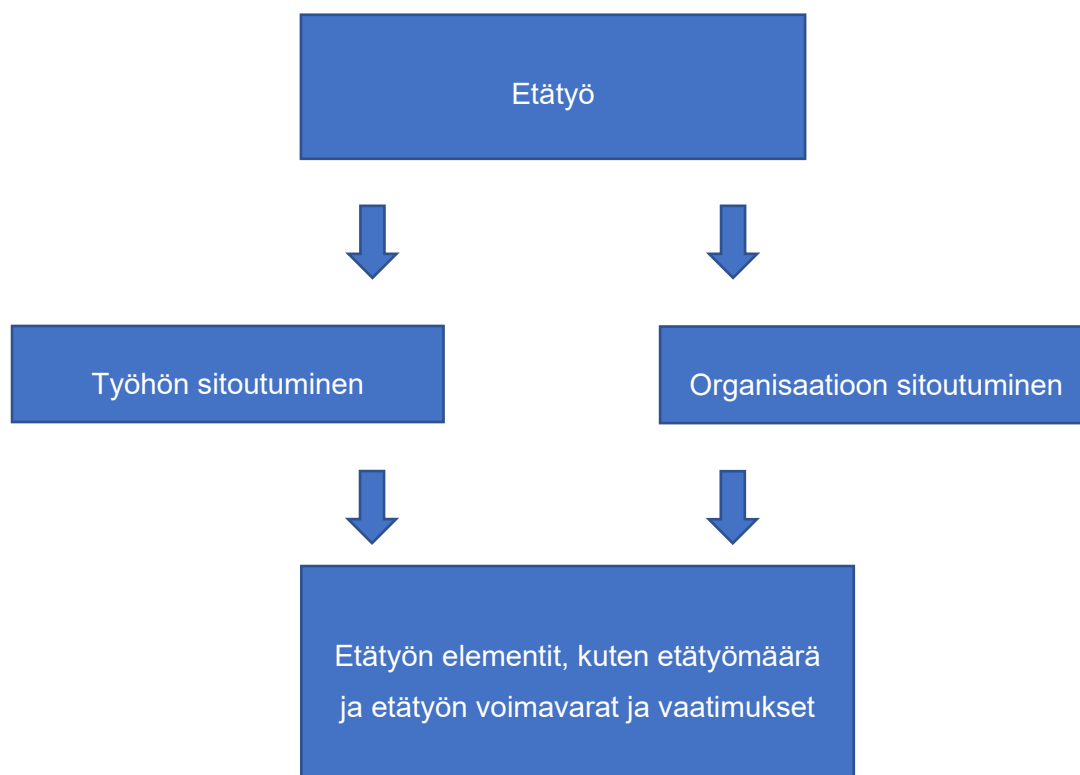 Etätyö
Työhön sitoutuminen
Organisaatioon sitoutuminen
Etätyön elementit, kuten etätyömäärä
ja etätyön voimavarat ja vaatimukset